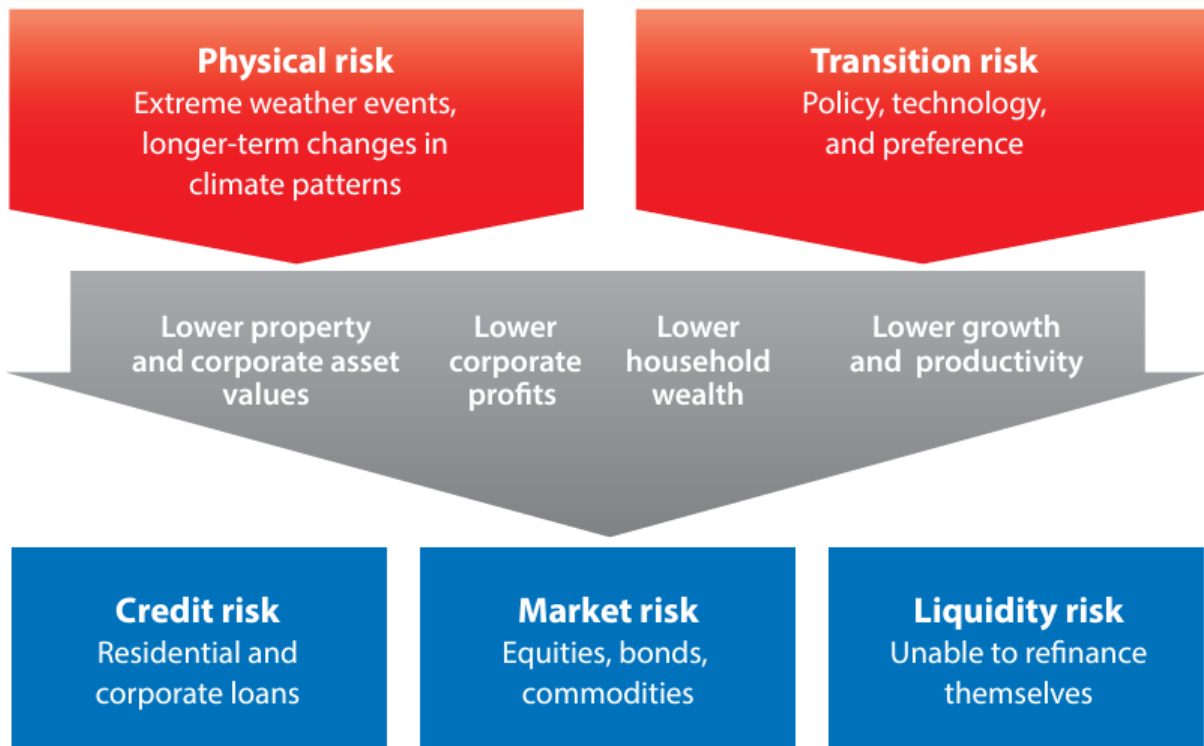 Physical risk
Extreme weather events,
longer-term changes in
climate patterns
Transition risk
Policy, technology,
and preference
Lower property
and corporate asset
values
Lower
corporate
profits
Lower
household
wealth
Lower growth
and productivity
Credit risk
Residential and
corporate loans
Market risk
Equities, bonds,
commodities
Liquidity risk
Unable to refinance
themselves